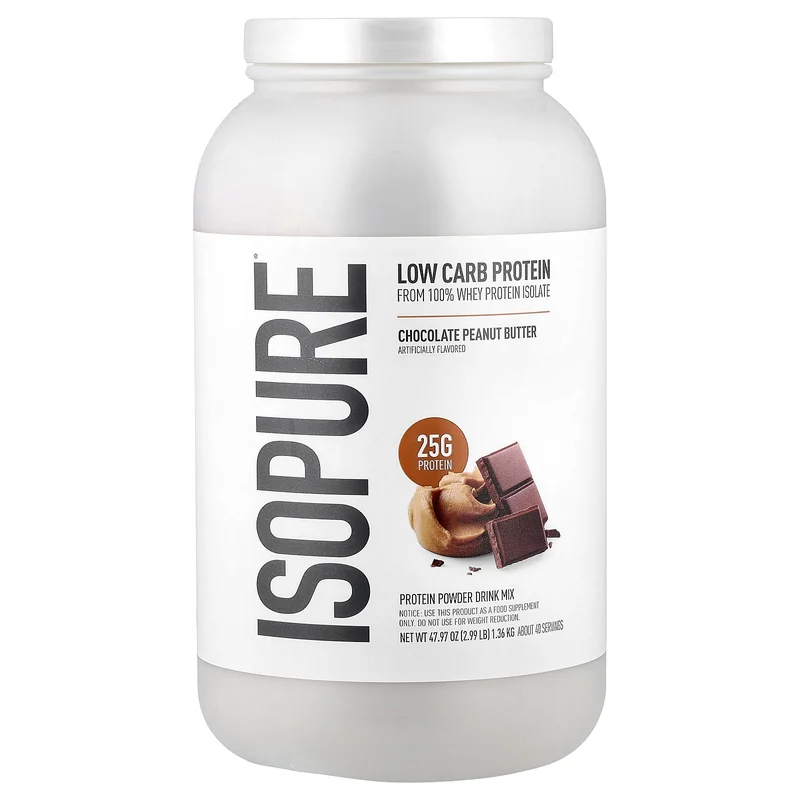 ISOPURE®
LOW CARB PROTEIN
FROM 100% WHEY PROTEIN ISOLATE
CHOCOLATE PEANUT BUTTER
ARTIFICIALLY FLAVORED
25G
PROTEIN
PROTEIN POWDER DRINK MIX
NOTICE: USE THIS PRODUCT AS A FOOD SUPPLEMENT
ONLY. DO NOT USE FOR WEIGHT REDUCTION.
NET WT 47.97 OZ (2.99 LB) 1.36 KG ABOUT 40 SERVINGS